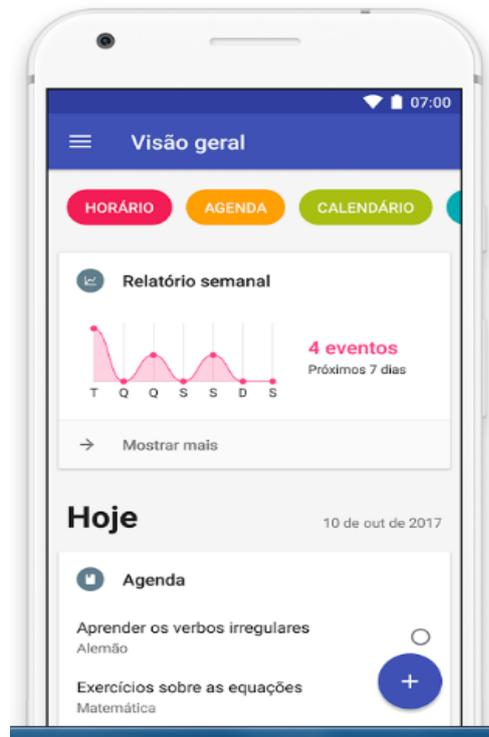 07:00
Visão geral
HORÁRIO AGENDA CALENDÁRIO
Relatório semanal
4 eventos
Próximos 7 dias
T Q Q S S D S
Mostrar mais
Hoje
10 de out de 2017
Agenda
Aprender os verbos irregulares
Alemão
Exercícios sobre as equações
Matemática